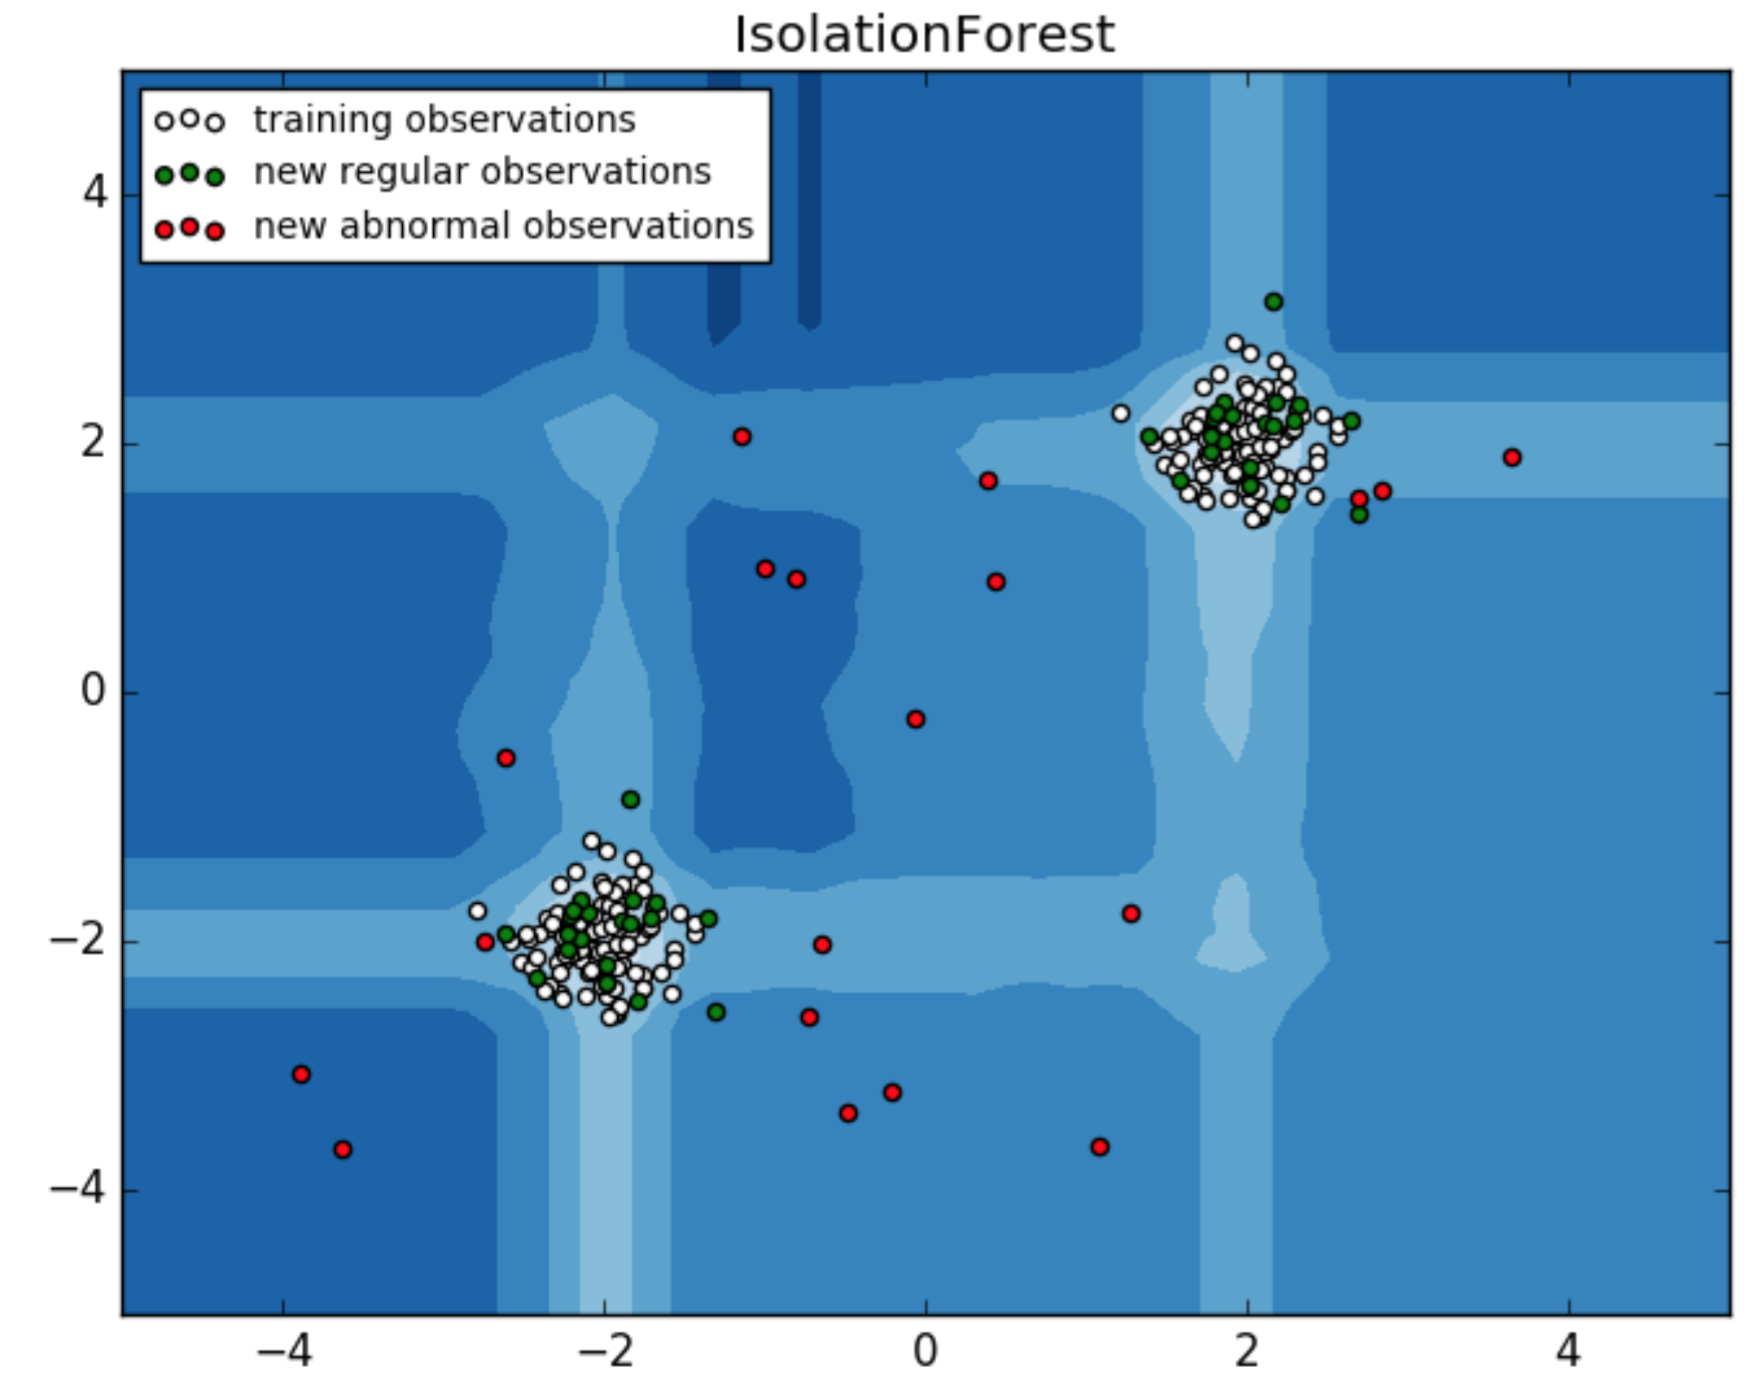 IsolationForest
training observations
new regular observations
new abnormal observations
4
2
0
−2
−4
−4 −2 0 2 4